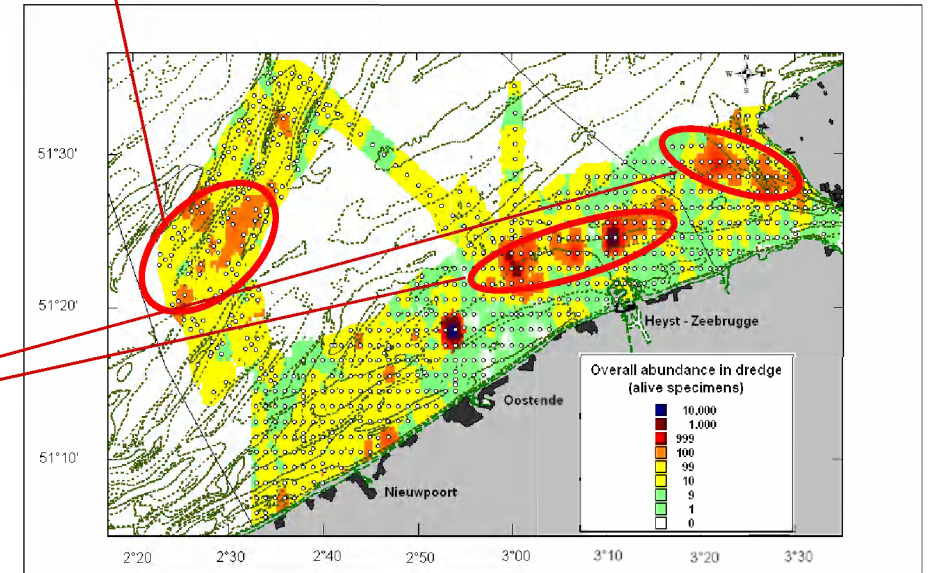 N
W
S
51°30'
51°20'
51°10'
Heyst - Zeebrugge
Oostende
Nieuwpoort
Overall abundance in dredge
(alive specimens)
10,000
1.000
999
100
99
10
9
1
0
2°20
2°30'
2°40
2°50
3°00
3°10
3°20
3°30